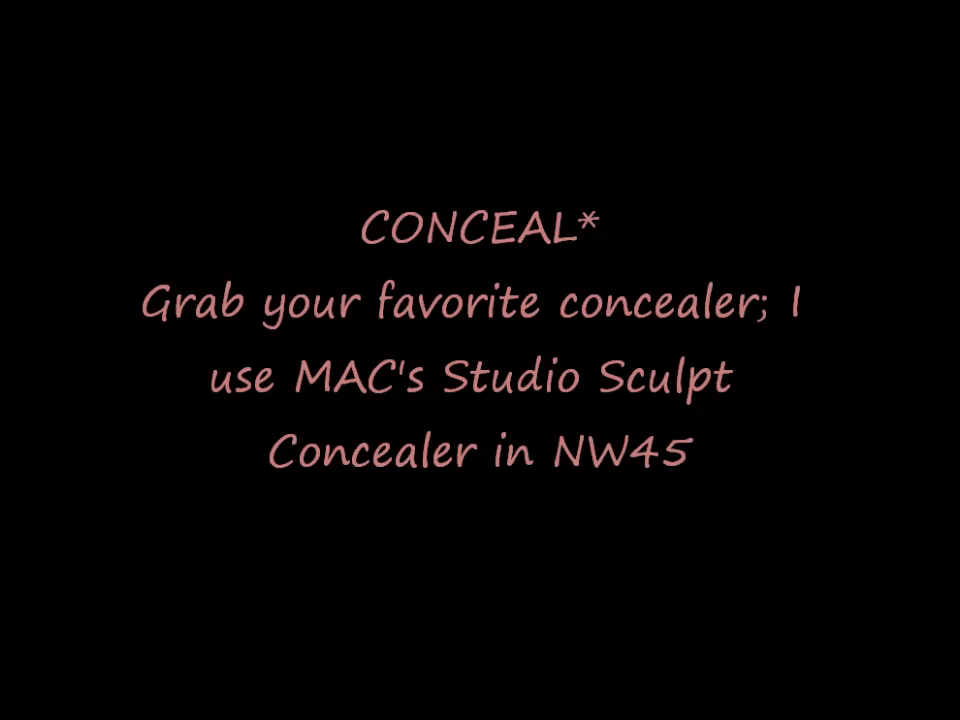 CONCEAL*
Grab your favorite concealer; I
use MAC's Studio Sculpt
Concealer in NW45